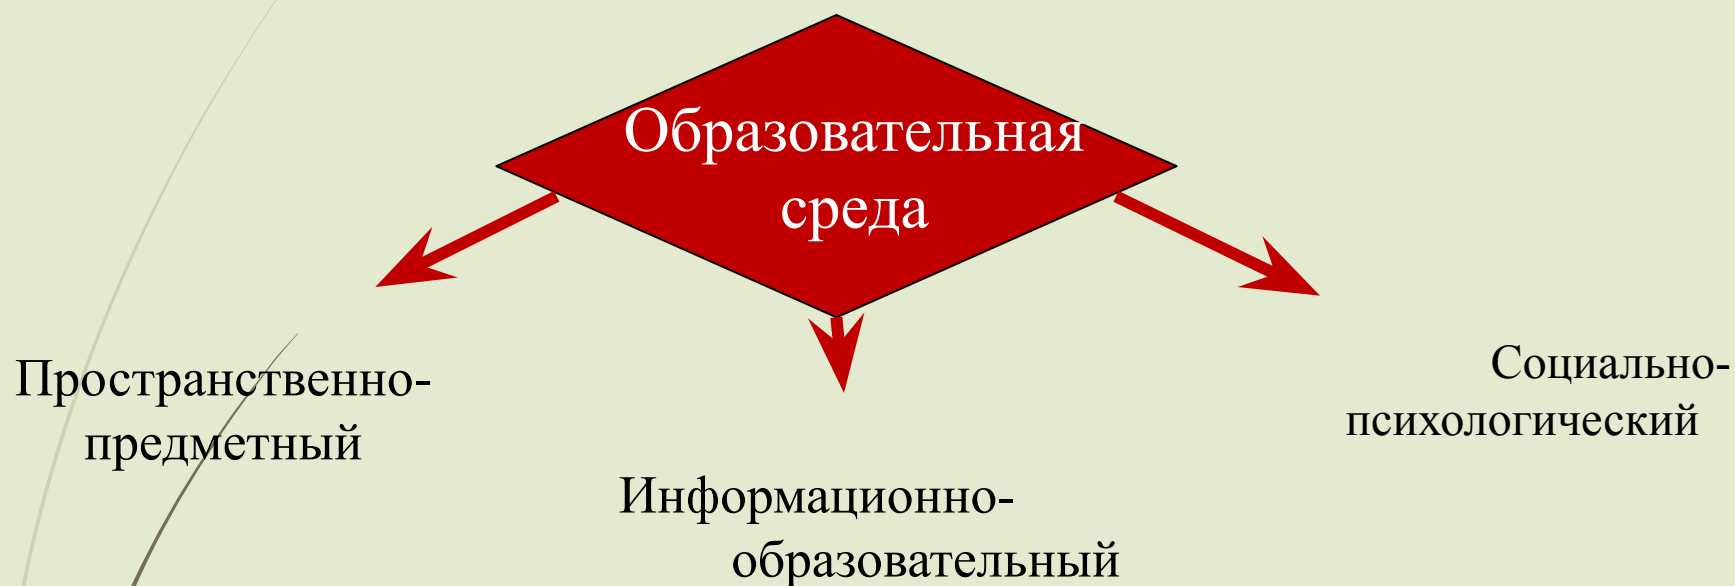 Образовательная
среда
Пространственно-
предметный
Информационно-
образовательный
Социально-
психологический